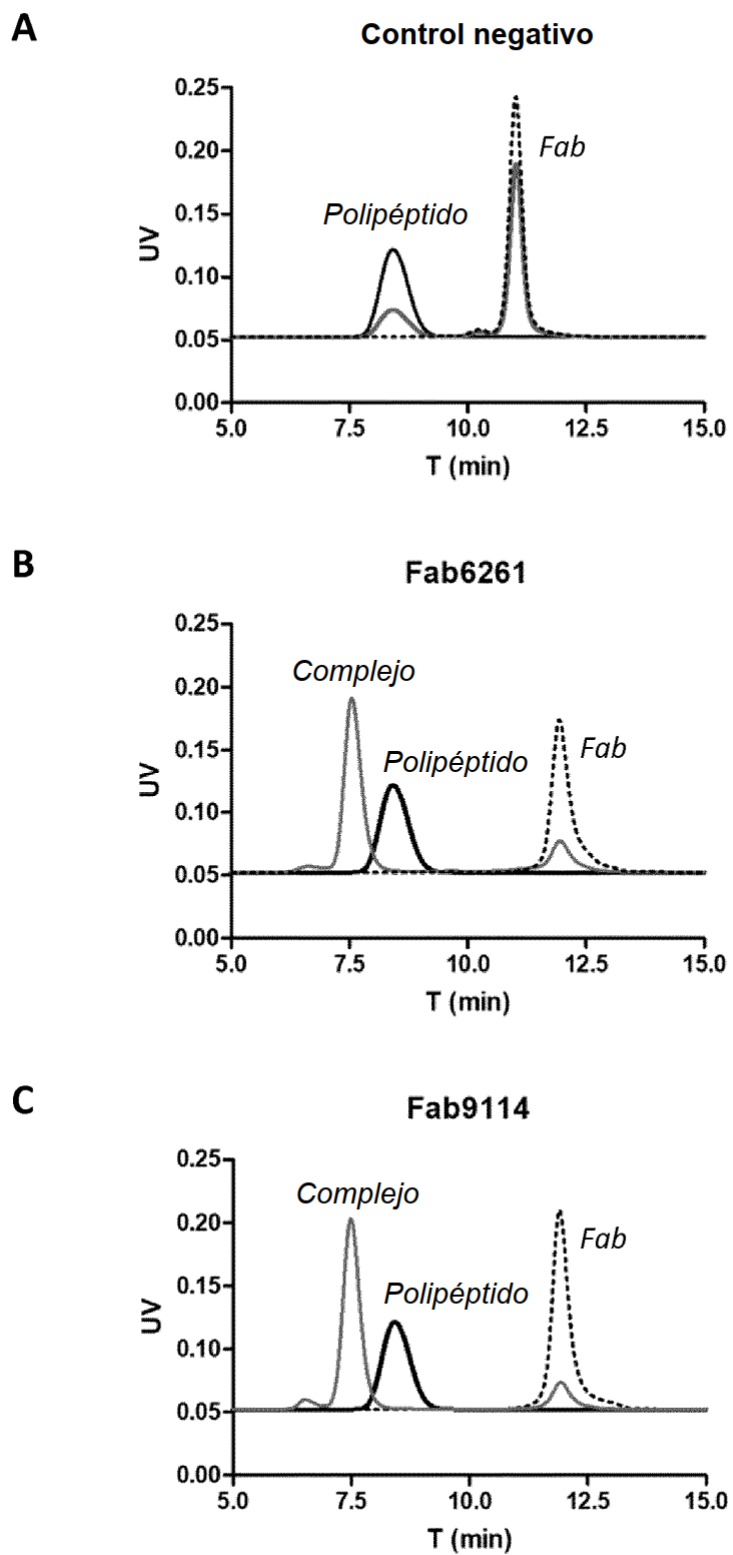 A
Control negativo
0.25
0.20
0.15
0.10
0.05
0.00
UV
Polipéptido
Fab
5.0 7.5 10.0 12.5 15.0
T (min)
B
Fab6261
0.25
0.20
0.15
0.10
0.05
0.00
UV
Complejo
Polipéptido
Fab
5.0 7.5 10.0 12.5 15.0
T (min)
C
Fab9114
0.25
0.20
0.15
0.10
0.05
0.00
UV
Complejo
Polipéptido
Fab
5.0 7.5 10.0 12.5 15.0
T (min)